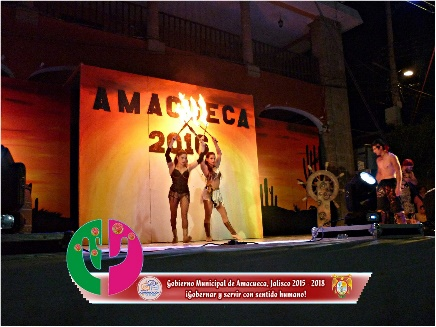 AMACUECA
2016
Gobierno Municipal de Amacueca, Jalisco 2015 - 2018
¡Gobernar y servir con sentido humano!